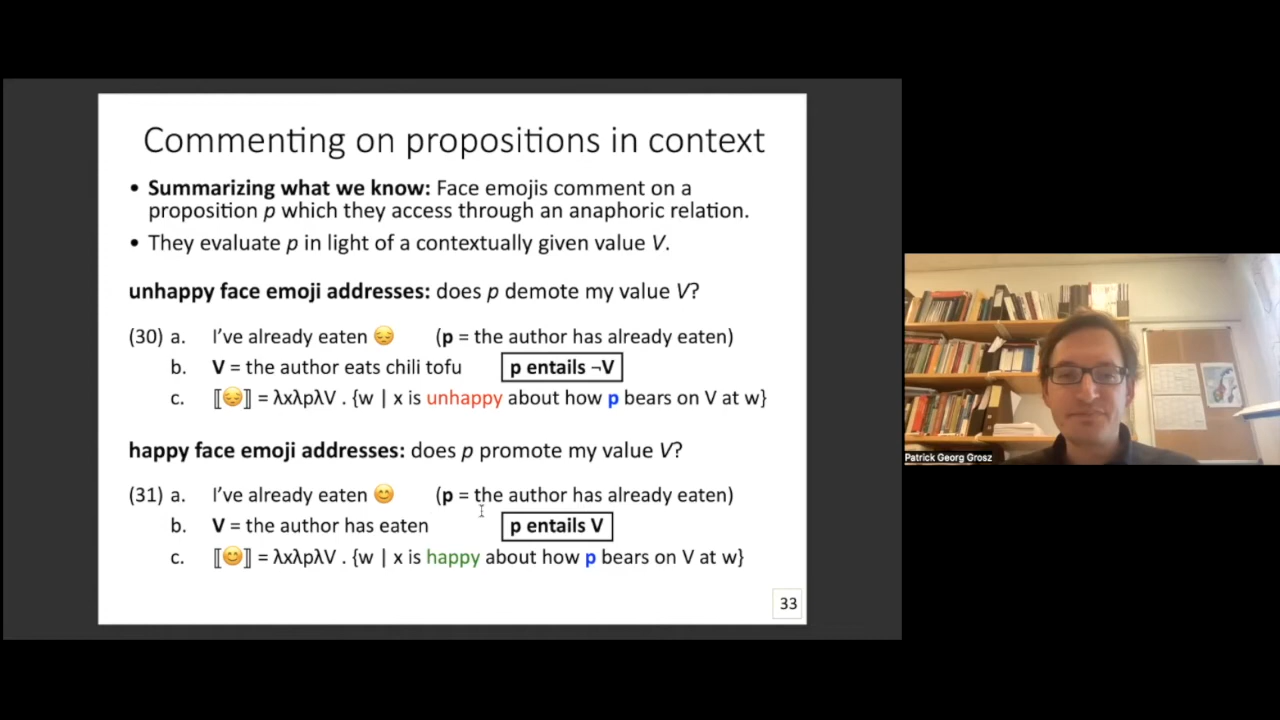 Commenting on propositions in context
• Summarizing what we know: Face emojis comment on a
proposition p which they access through an anaphoric relation.
• They evaluate p in light of a contextually given value V.
unhappy face emoji addresses: does p demote my value V?
(30) a. I've already eaten 😔 (p = the author has already eaten)
b. V = the author eats chili tofu p entails ¬V
c. ⟦😔⟧ = λxλpλV . {w | x is unhappy about how p bears on V at w}
happy face emoji addresses: does p promote my value V?
(31) a. I've already eaten 😊 (p = the author has already eaten)
b. V = the author has eaten p entails V
c. ⟦😊⟧ = λxλpλV . {w | x is happy about how p bears on V at w}
33
Patrick Georg Grosz